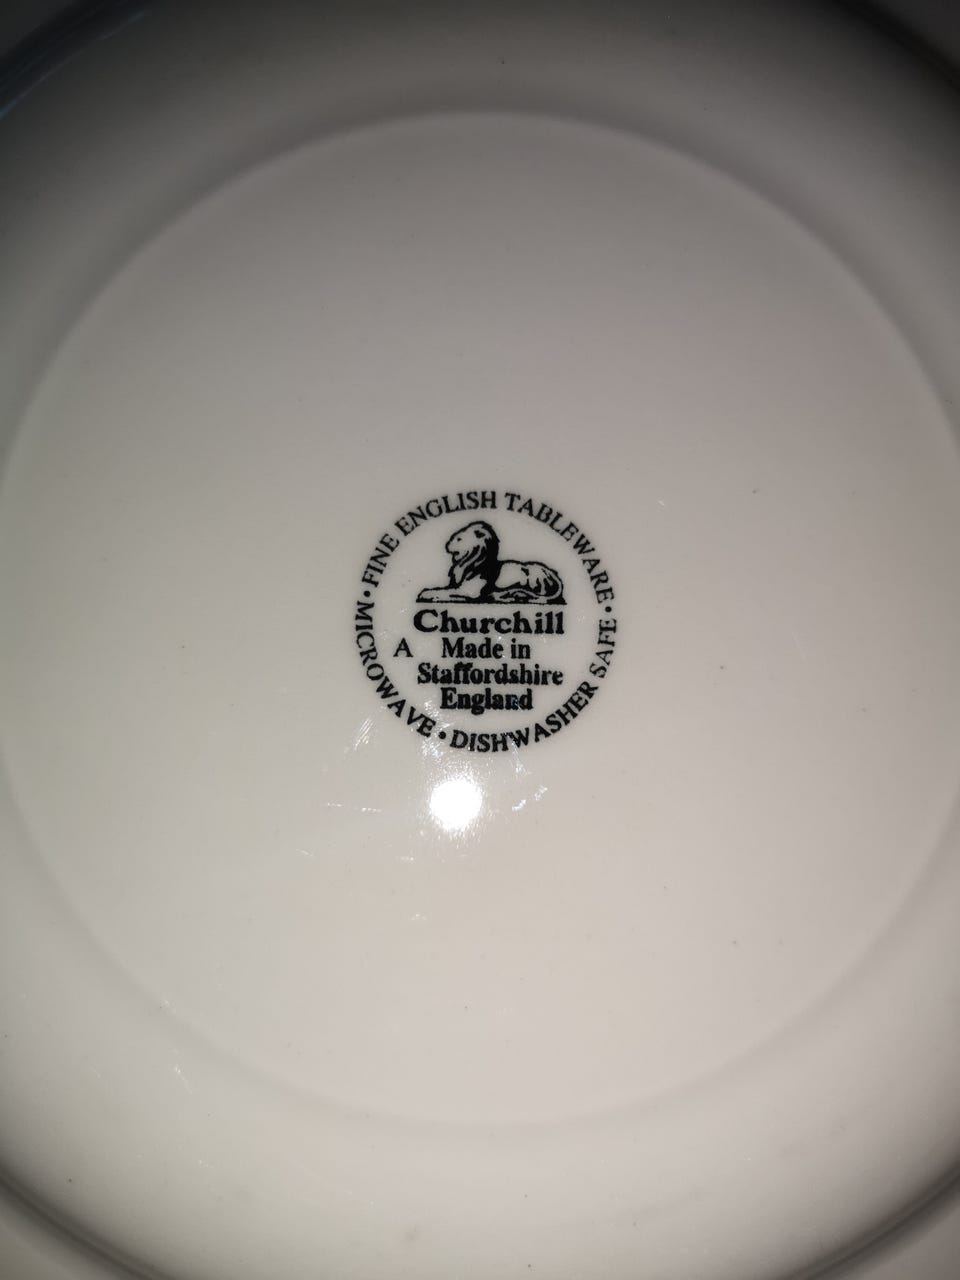 • FINE ENGLISH TABLEWARE •
MICROWAVE • DISHWASHER SAFE
Churchill
A Made in
Staffordshire
England